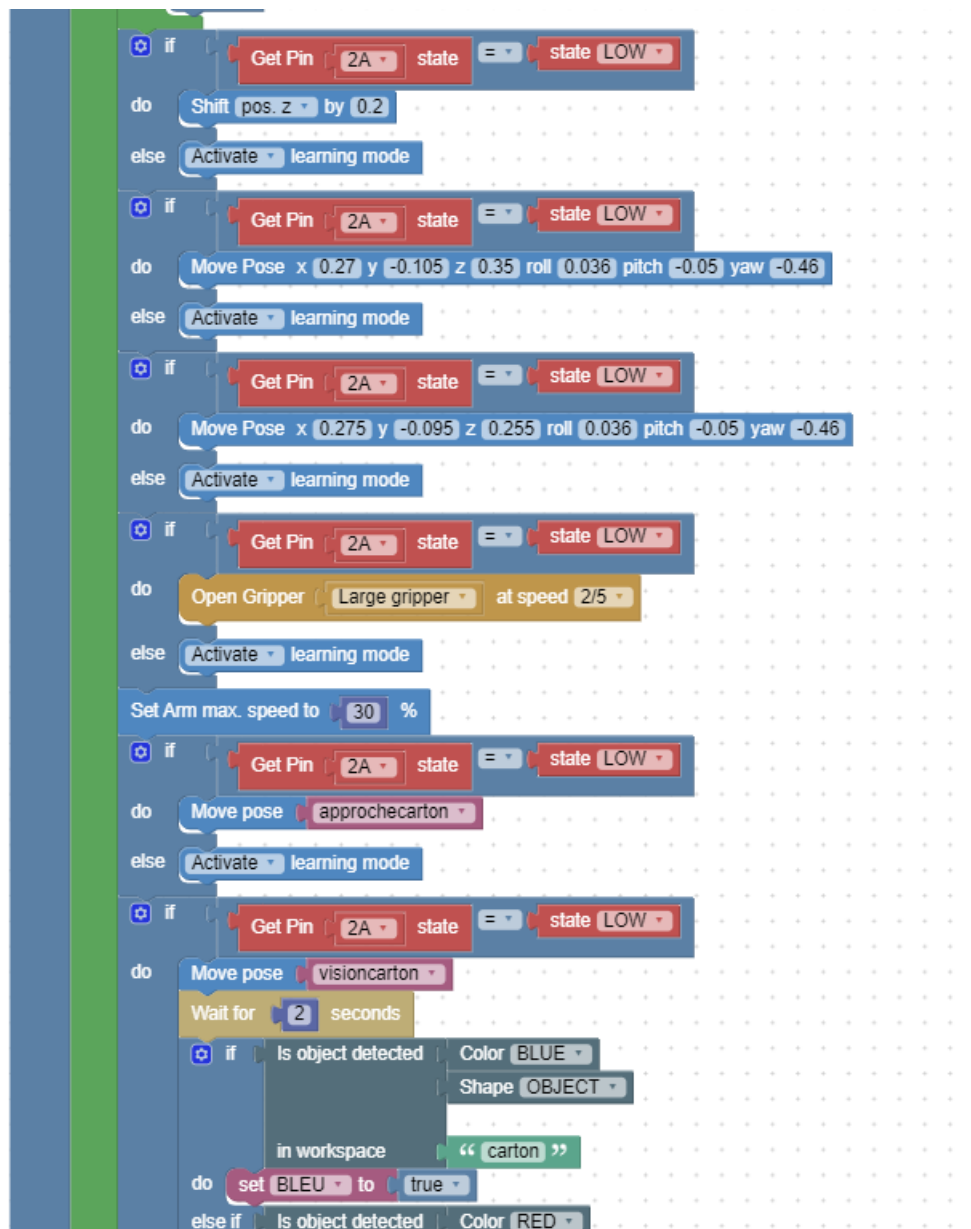 if Get Pin 2A state = state LOW
do Shift pos. z by 0.2
else Activate learning mode
if Get Pin 2A state = state LOW
do Move Pose x 0.27 y -0.105 z 0.35 roll 0.036 pitch -0.05 yaw -0.46
else Activate learning mode
if Get Pin 2A state = state LOW
do Move Pose x 0.275 y -0.095 z 0.255 roll 0.036 pitch -0.05 yaw -0.46
else Activate learning mode
if Get Pin 2A state = state LOW
do Open Gripper Large gripper at speed 2/5
else Activate learning mode
Set Arm max. speed to 30 %
if Get Pin 2A state = state LOW
do Move pose approchecarton
else Activate learning mode
if Get Pin 2A state = state LOW
do Move pose visioncarton
Wait for 2 seconds
if Is object detected Color BLUE
Shape OBJECT
in workspace “ carton ”
do set BLEU to true
else if Is object detected Color RED